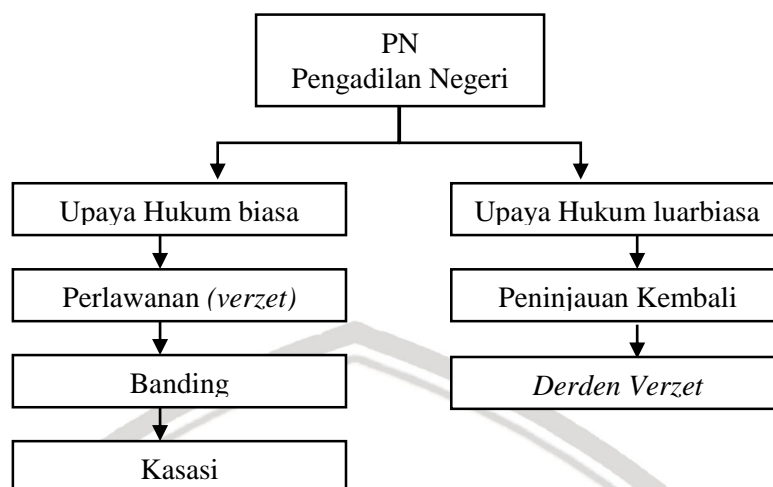 PN
Pengadilan Negeri
Upaya Hukum biasa
Upaya Hukum luarbiasa
Perlawanan (verzet)
Peninjauan Kembali
Banding
Derden Verzet
Kasasi